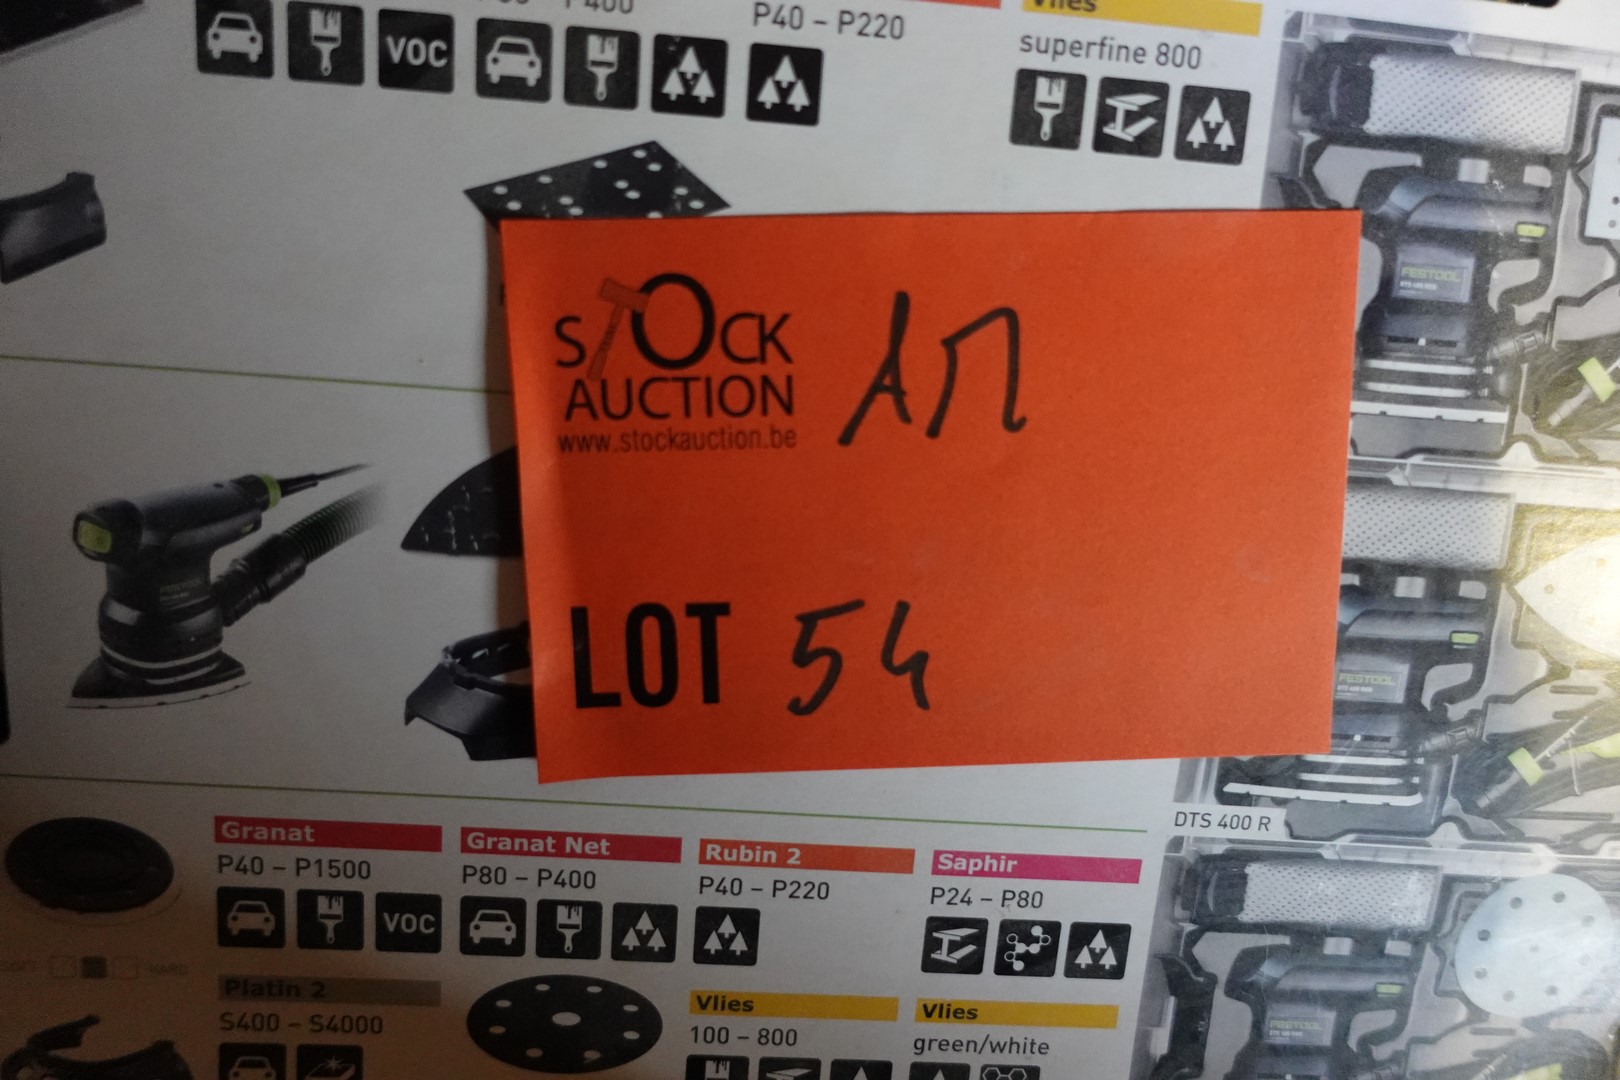 P400
P40 – P220
Vlies
superfine 800
VOC
STOCK
AUCTION
www.stockauction.be
LOT 54
FESTOOL
FESTOOL
DTS 400 R
Granat
P40 – P1500
VOC
Granat Net
P80 – P400
Rubin 2
P40 – P220
Saphir
P24 – P80
Platin 2
S400 – S4000
Vlies
100 – 800
Vlies
green/white